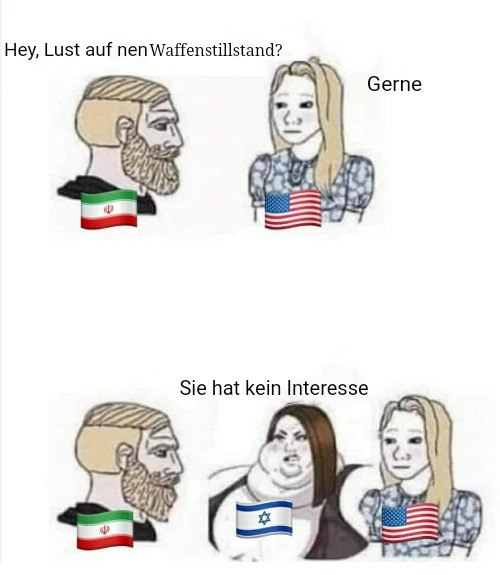 Hey, Lust auf nen Waffenstillstand?
Gerne
Sie hat kein Interesse